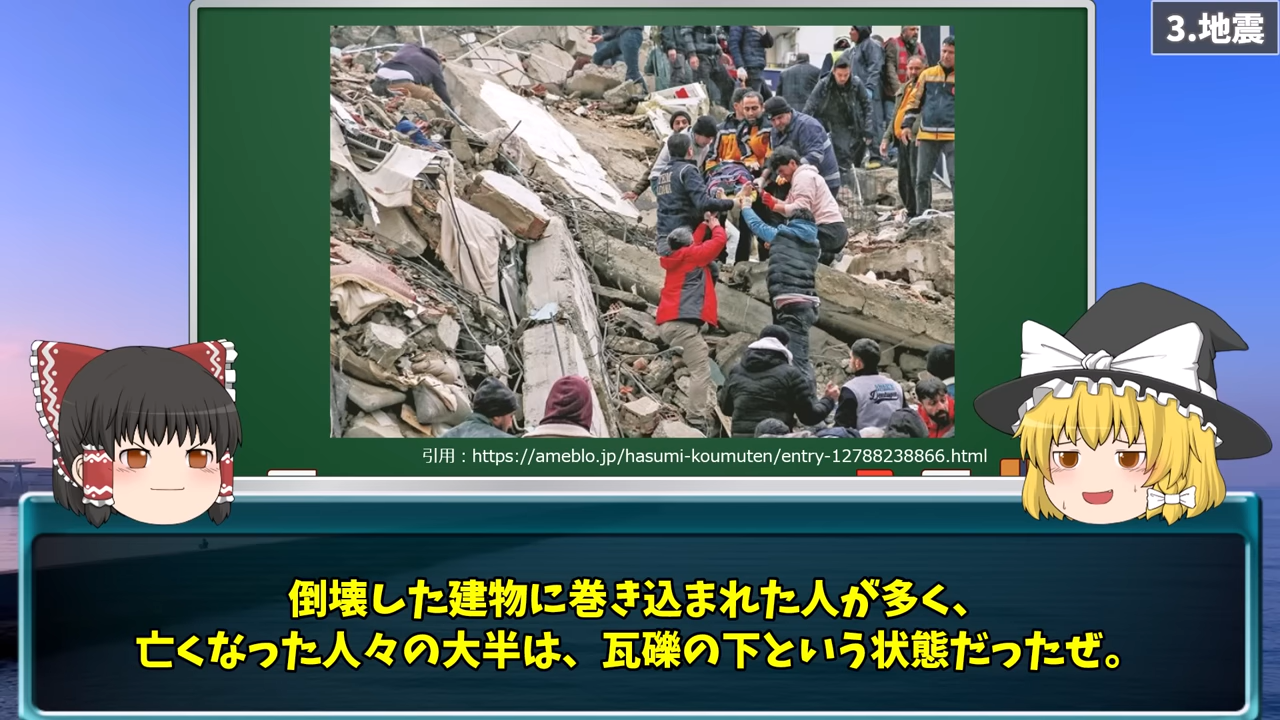 3.地震
引用：https://ameblo.jp/hasumi-koumuten/entry-12788238866.html
倒壊した建物に巻き込まれた人が多く、
亡くなった人々の大半は、瓦礫の下という状態だったぜ。